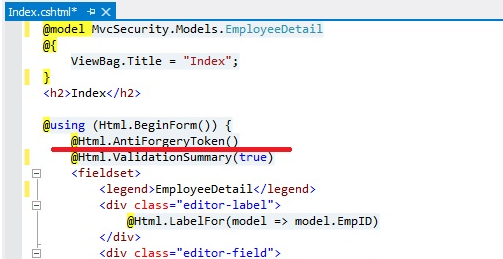 Index.cshtml*
@model MvcSecurity.Models.EmployeeDetail
@{
    ViewBag.Title = "Index";
}
<h2>Index</h2>

@using (Html.BeginForm()) {
    @Html.AntiForgeryToken()
    @Html.ValidationSummary(true)
    <fieldset>
        <legend>EmployeeDetail</legend>
        <div class="editor-label">
            @Html.LabelFor(model => model.EmpID)
        </div>
        <div class="editor-field">